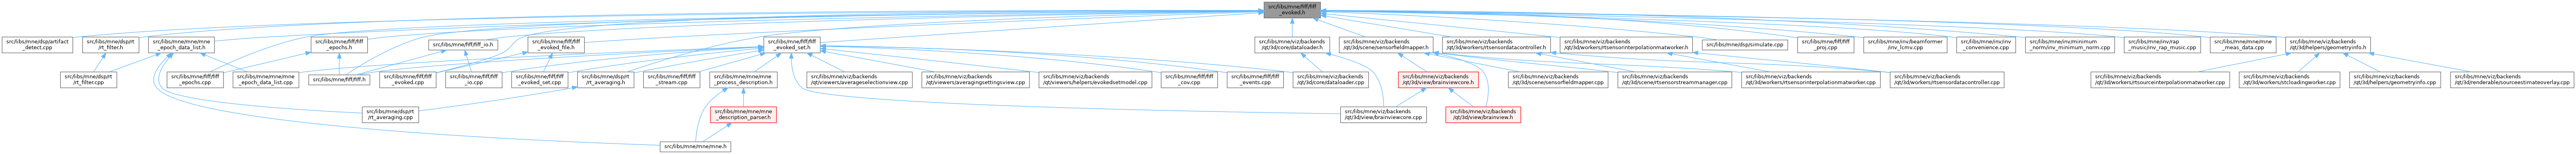 src/libs/mne/fiff/fiff
_evoked.h
src/libs/mne/dsp/artifact
_detect.cpp
src/libs/mne/dsp/rt
/rt_filter.h
src/libs/mne/mne/mne
_epoch_data_list.h
src/libs/mne/fiff/fiff
_epochs.h
src/libs/mne/fiff/fiff_io.h
src/libs/mne/fiff/fiff
_evoked_file.h
src/libs/mne/fiff/fiff
_evoked_set.h
src/libs/mne/viz/backends
/qt/3d/core/dataloader.h
src/libs/mne/viz/backends
/qt/3d/scene/sensorfieldmapper.h
src/libs/mne/viz/backends
/qt/3d/workers/rtsensordatacontroller.h
src/libs/mne/viz/backends
/qt/3d/workers/rtsensorinterpolationmatworker.h
src/libs/mne/dsp/simulate.cpp
src/libs/mne/fiff/fiff
_proj.cpp
src/libs/mne/inv/beamformer
/inv_lcmv.cpp
src/libs/mne/inv/inv
_convenience.cpp
src/libs/mne/inv/minimum
_norm/inv_minimum_norm.cpp
src/libs/mne/inv/rap
_music/inv_rap_music.cpp
src/libs/mne/mne/mne
_meas_data.cpp
src/libs/mne/viz/backends
/qt/3d/helpers/geometryinfo.h
src/libs/mne/dsp/rt
/rt_filter.cpp
src/libs/mne/fiff/fiff
_epochs.cpp
src/libs/mne/mne/mne
_epoch_data_list.cpp
src/libs/mne/fiff/fiff.h
src/libs/mne/fiff/fiff
_evoked.cpp
src/libs/mne/fiff/fiff
_io.cpp
src/libs/mne/fiff/fiff
_evoked_set.cpp
src/libs/mne/dsp/rt
/rt_averaging.h
src/libs/mne/fiff/fiff
_stream.cpp
src/libs/mne/mne/mne
_process_description.h
src/libs/mne/viz/backends
/qt/viewers/averageselectionview.cpp
src/libs/mne/viz/backends
/qt/viewers/averagingsettingsview.cpp
src/libs/mne/viz/backends
/qt/viewers/helpers/evokedsetmodel.cpp
src/libs/mne/fiff/fiff
_cov.cpp
src/libs/mne/fiff/fiff
_events.cpp
src/libs/mne/viz/backends
/qt/3d/core/dataloader.cpp
src/libs/mne/viz/backends
/qt/3d/view/brainviewcore.h
src/libs/mne/viz/backends
/qt/3d/scene/sensorfieldmapper.cpp
src/libs/mne/viz/backends
/qt/3d/scene/rtsensorstreammanager.cpp
src/libs/mne/viz/backends
/qt/3d/workers/rtsensorinterpolationmatworker.cpp
src/libs/mne/viz/backends
/qt/3d/workers/rtsensordatacontroller.cpp
src/libs/mne/viz/backends
/qt/3d/workers/rtsourceinterpolationmatworker.cpp
src/libs/mne/viz/backends
/qt/3d/workers/stcloadingworker.cpp
src/libs/mne/viz/backends
/qt/3d/helpers/geometryinfo.cpp
src/libs/mne/viz/backends
/qt/3d/renderable/sourceestimateoverlay.cpp
src/libs/mne/dsp/rt
/rt_averaging.cpp
src/libs/mne/mne/mne
_description_parser.h
src/libs/mne/viz/backends
/qt/3d/view/brainviewcore.cpp
src/libs/mne/viz/backends
/qt/3d/view/brainview.h
src/libs/mne/mne/mne.h